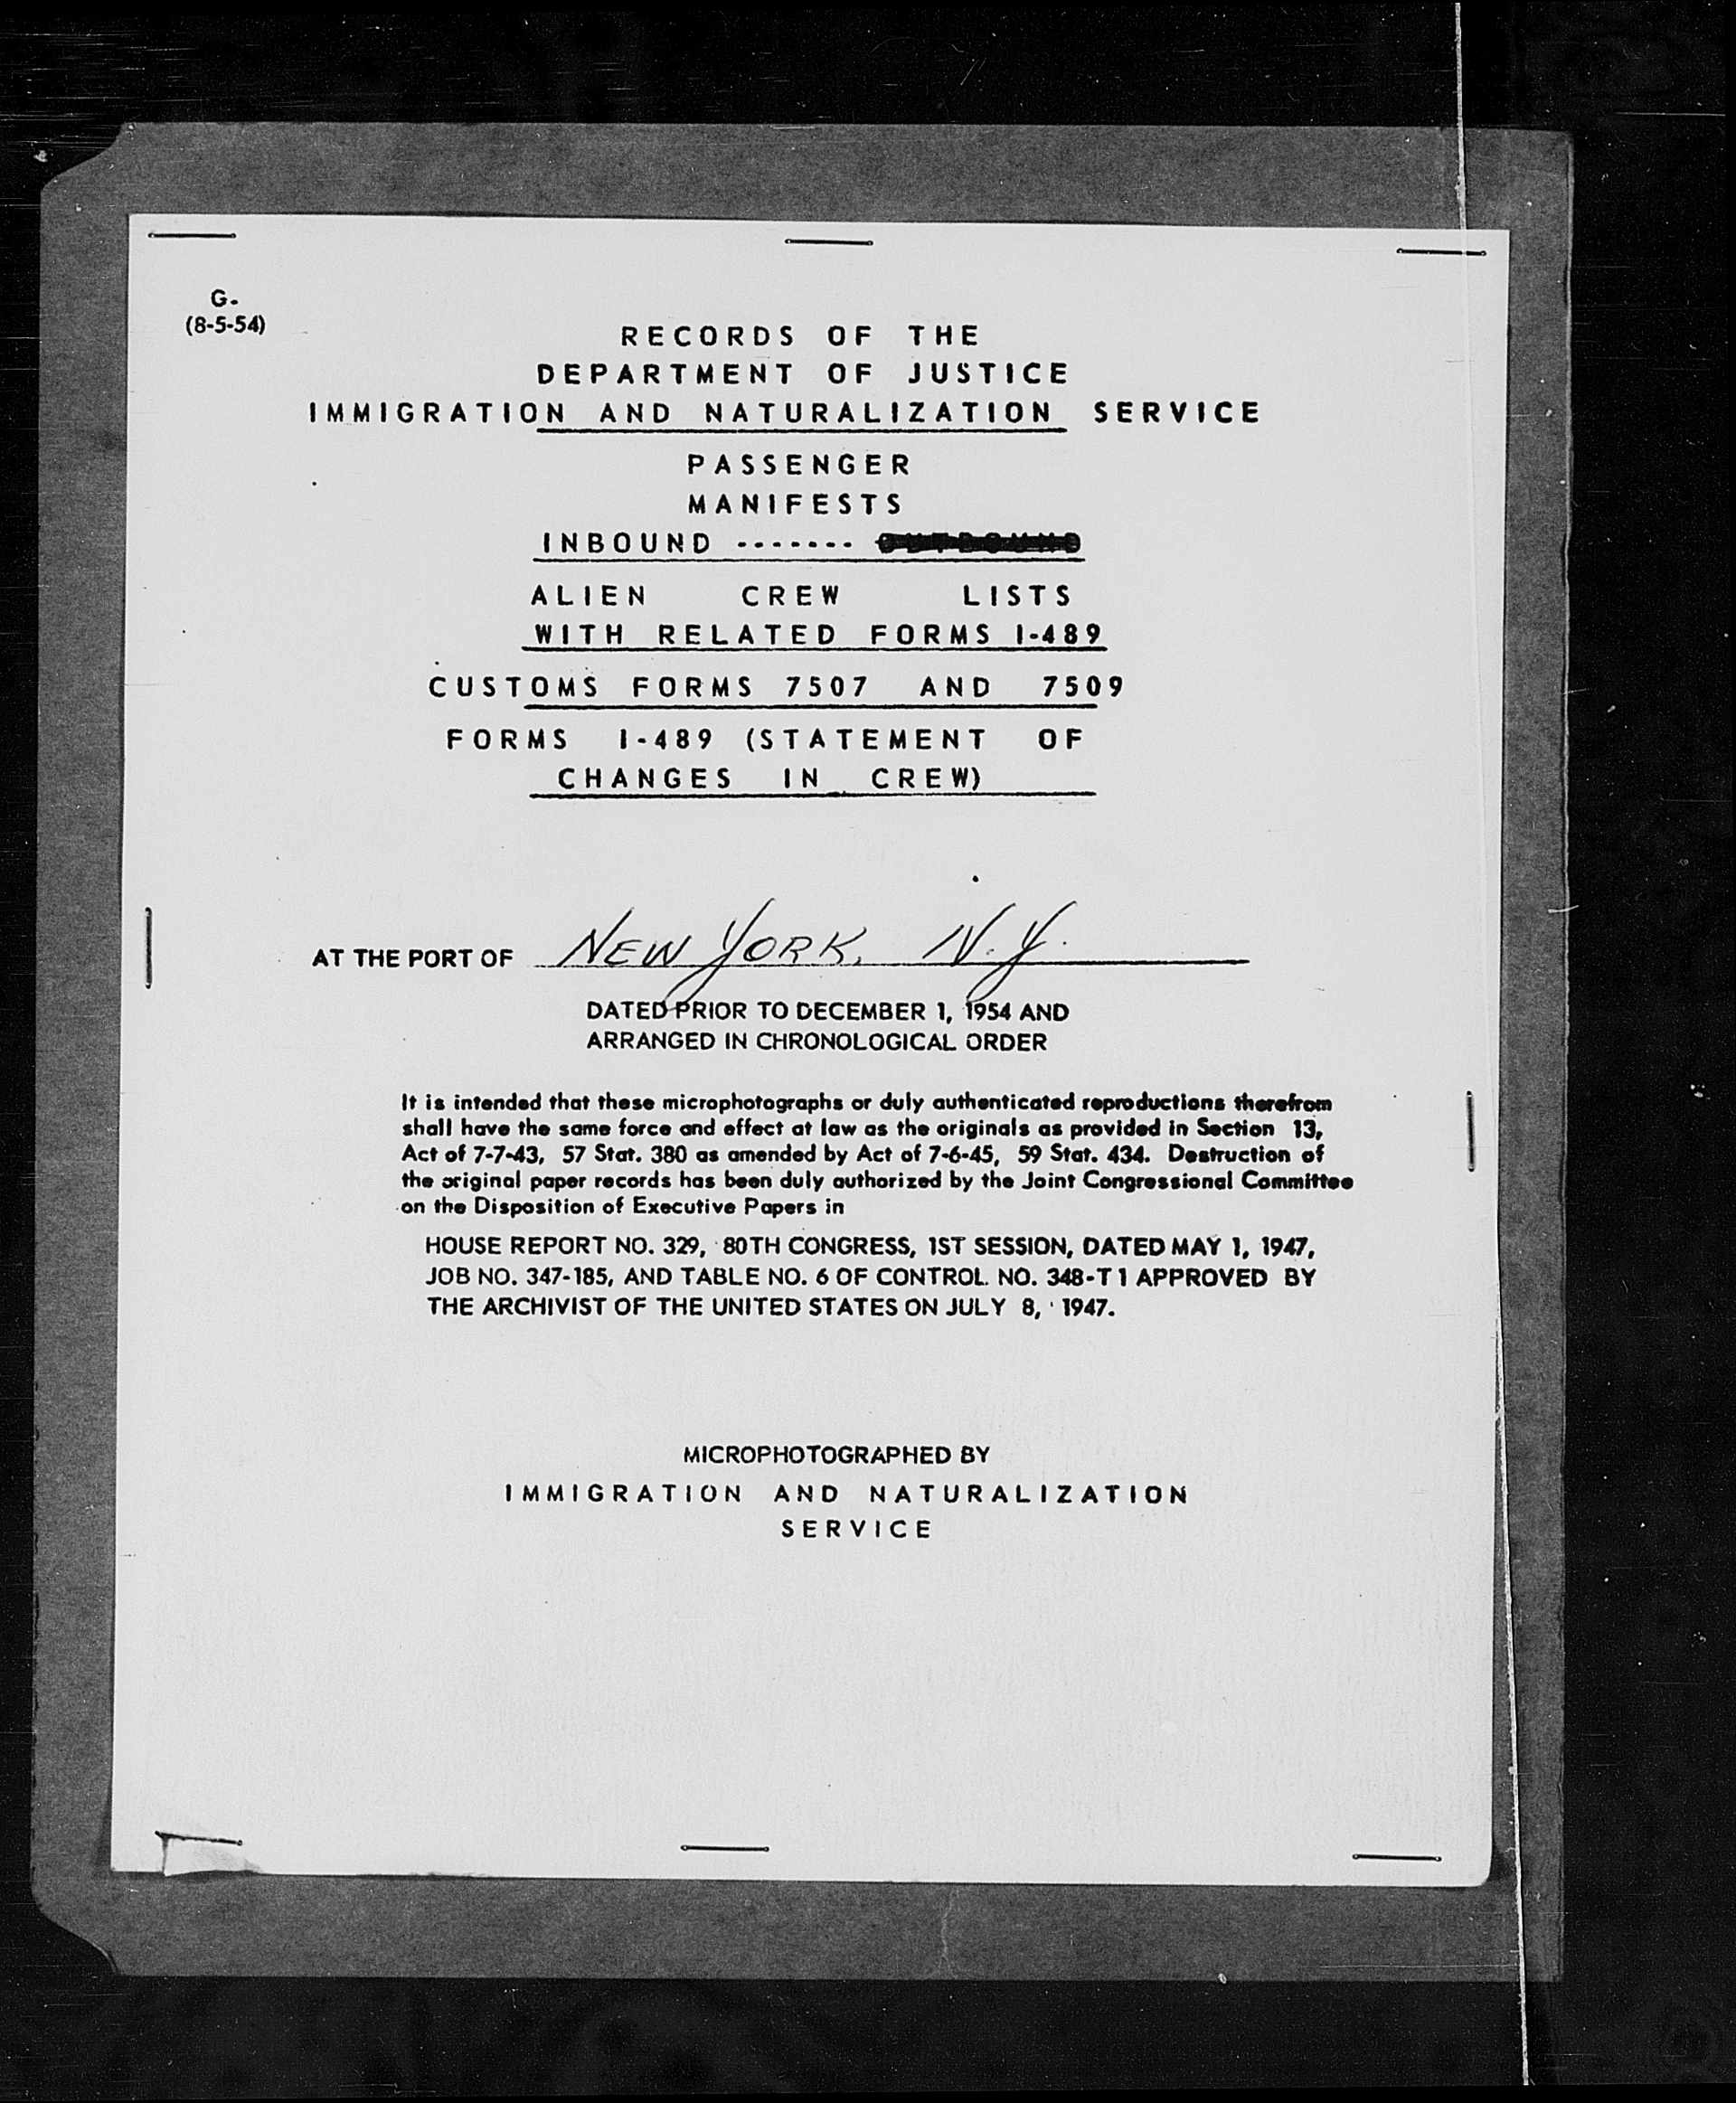 G-
(8-5-54)
RECORDS OF THE
DEPARTMENT OF JUSTICE
IMMIGRATION AND NATURALIZATION SERVICE
PASSENGER
MANIFESTS
INBOUND ------- OUTBOUND
ALIEN CREW LISTS
WITH RELATED FORMS I-489
CUSTOMS FORMS 7507 AND 7509
FORMS I-489 (STATEMENT OF
CHANGES IN CREW)
AT THE PORT OF NEW YORK, N.Y.
DATED PRIOR TO DECEMBER 1, 1954 AND
ARRANGED IN CHRONOLOGICAL ORDER
It is intended that these microphotographs or duly authenticated reproductions therefrom
shall have the same force and effect at law as the originals as provided in Section 13,
Act of 7-7-43, 57 Stat. 380 as amended by Act of 7-6-45, 59 Stat. 434. Destruction of
the original paper records has been duly authorized by the Joint Congressional Committee
on the Disposition of Executive Papers in
HOUSE REPORT NO. 329, 80TH CONGRESS, 1ST SESSION, DATED MAY 1, 1947,
JOB NO. 347-185, AND TABLE NO. 6 OF CONTROL NO. 348-T1 APPROVED BY
THE ARCHIVIST OF THE UNITED STATES ON JULY 8, 1947.
MICROPHOTOGRAPHED BY
IMMIGRATION AND NATURALIZATION
SERVICE